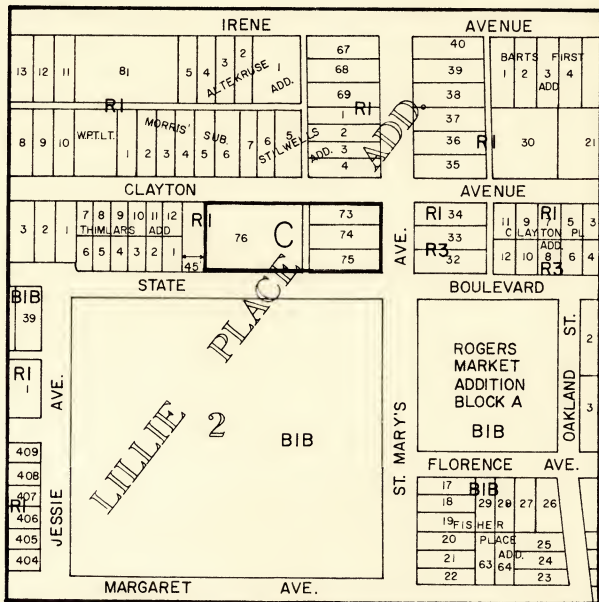 IRENE AVENUE
13 12 11 81 5 4 3 2 1
ALTEKRUSE ADD.
67
68
69
1
2
3
4
R1
R1
40
39
38
37
36
35
R1
BARTS FIRST
1 2 3 4
ADD
30 21
8 9 10 W.P.T.LT. 1 2 3 4 5 6 7 6 5
MORRIS' SUB.
STILWELLS ADD.
CLAYTON AVENUE
3 2 1
7 8 9 10 11 12
THIMLARS ADD
6 5 4 3 2 1
R1
45'
76 C
73
74
75
AVE.
R1 34
33
R3 32
11 9 7 5 3
R1
CLAYTON PL
ADD.
12 10 8 6 4
R3
STATE BOULEVARD
LILLIE PLACE ADD.
B1B
39
R1
1
JESSIE AVE.
2
B1B
ST. MARY'S
ROGERS
MARKET
ADDITION
BLOCK A
B1B
OAKLAND ST.
2
3
409
408
407
R1
406
405
404
FLORENCE AVE.
17
18
19
20
21
22
B1B
29 28 27 26
FISHER
PLACE
ADD.
63 64
25
24
23
MARGARET AVE.